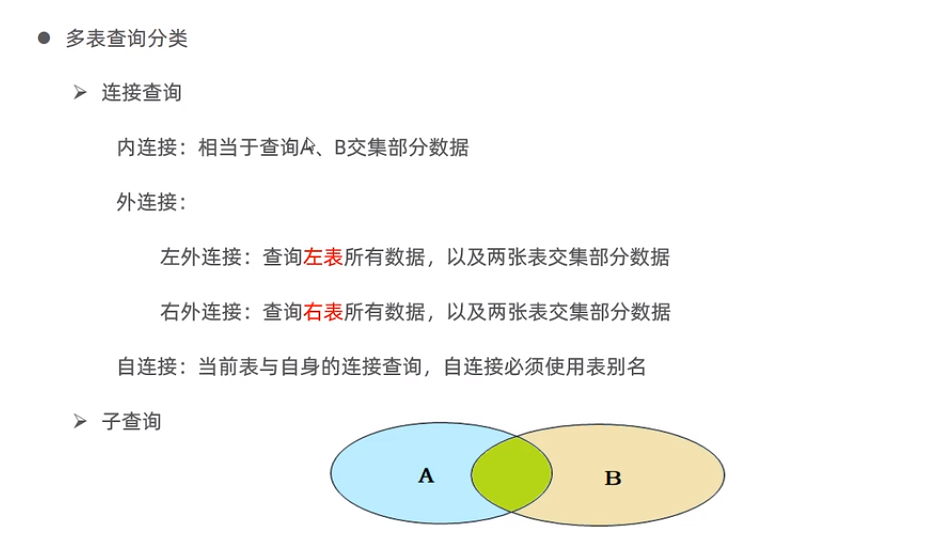 多表查询分类
连接查询
内连接：相当于查询A、B交集部分数据
外连接：
左外连接：查询左表所有数据，以及两张表交集部分数据
右外连接：查询右表所有数据，以及两张表交集部分数据
自连接：当前表与自身的连接查询，自连接必须使用表别名
子查询
A
B